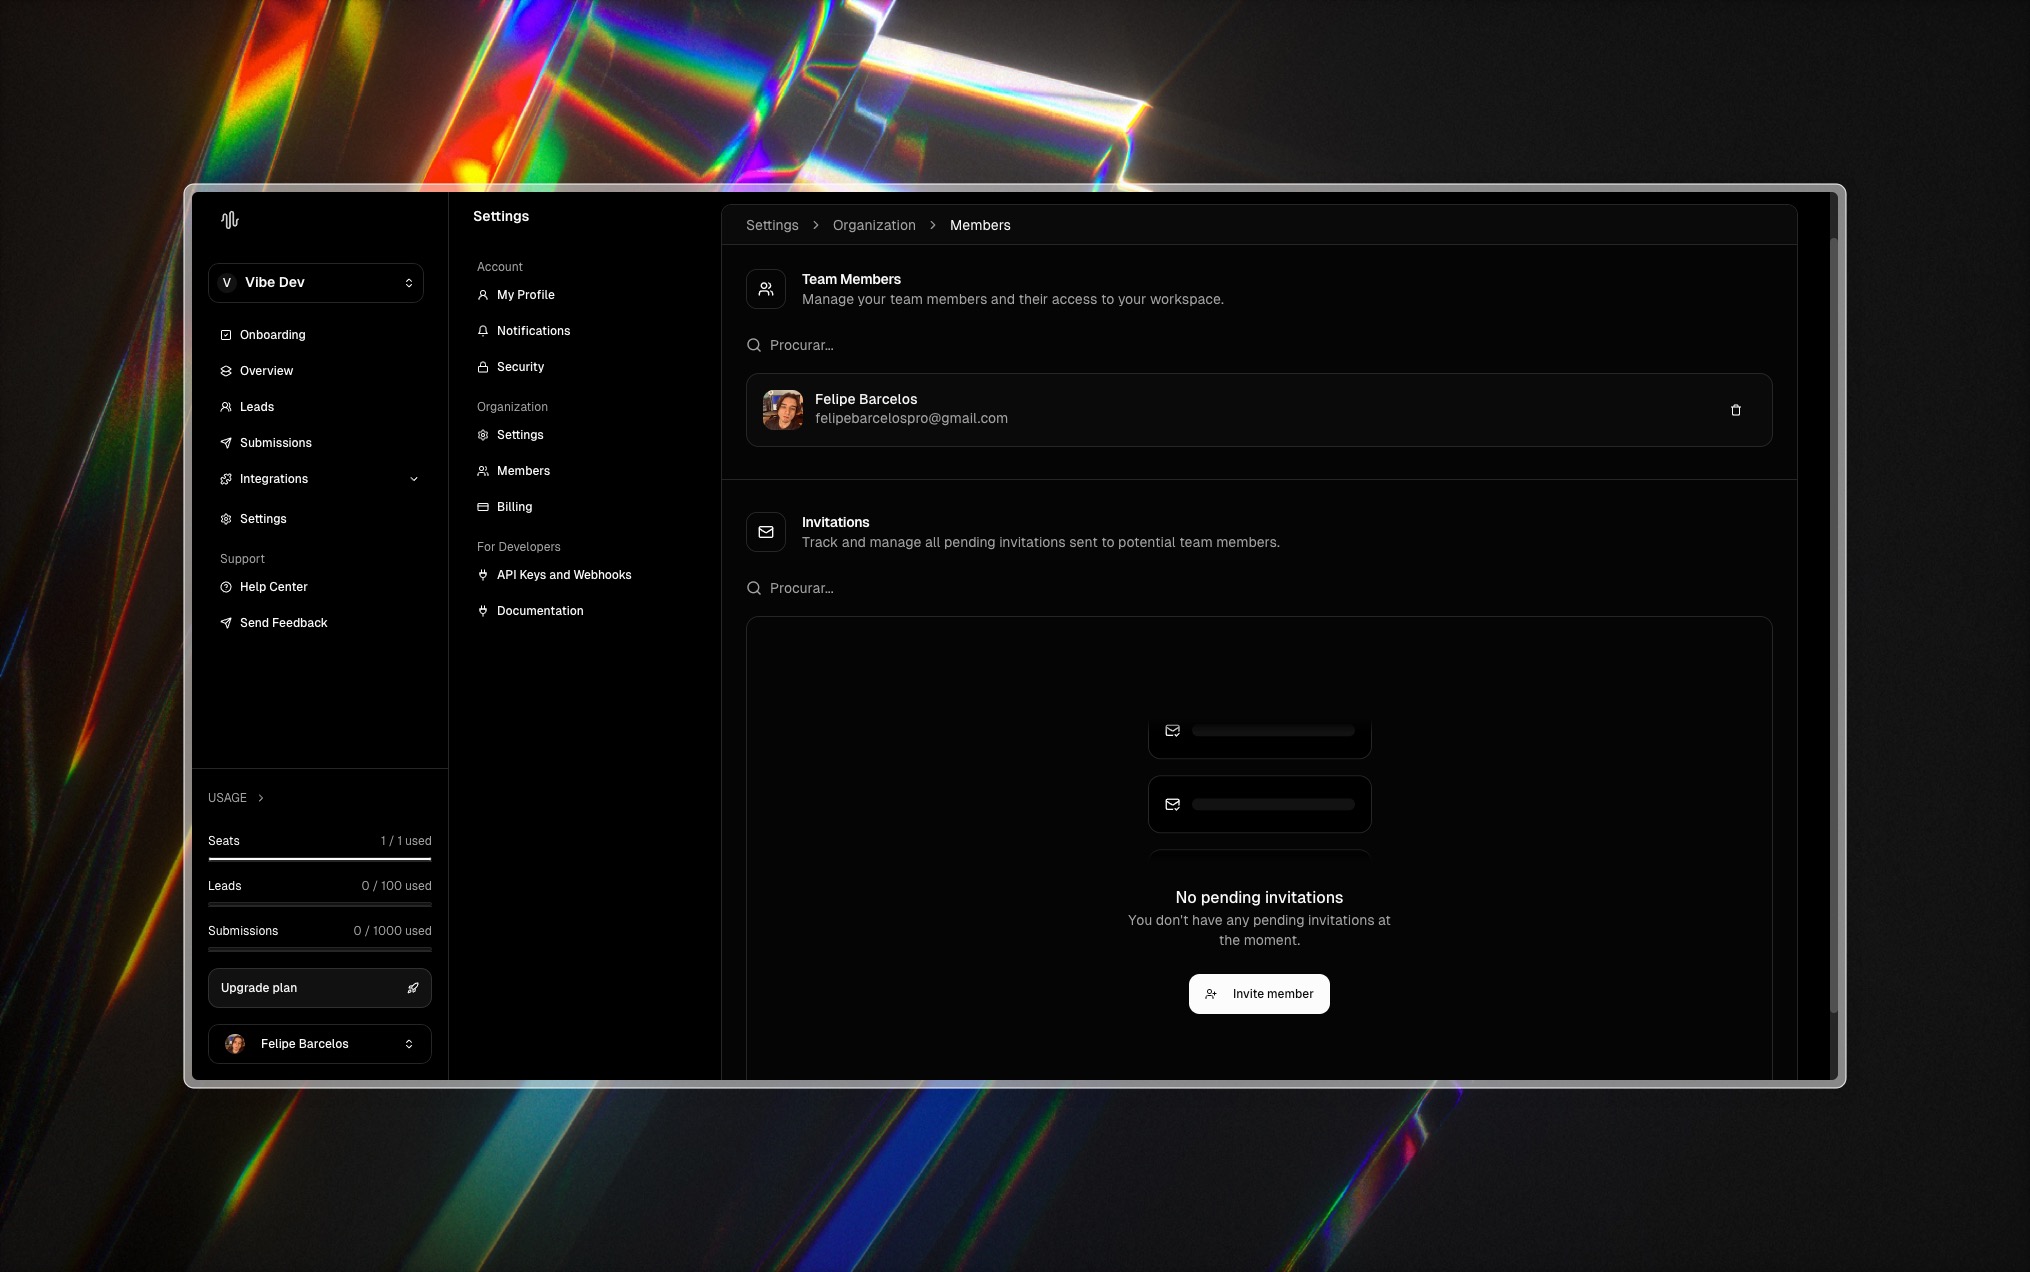 V Vibe Dev
Onboarding
Overview
Leads
Submissions
Integrations
Settings
Support
Help Center
Send Feedback
USAGE
Seats 1 / 1 used
Leads 0 / 100 used
Submissions 0 / 1000 used
Upgrade plan
Felipe Barcelos
Settings
Account
My Profile
Notifications
Security
Organization
Settings
Members
Billing
For Developers
API Keys and Webhooks
Documentation
Settings > Organization > Members
Team Members
Manage your team members and their access to your workspace.
Procurar...
Felipe Barcelos
felipebarcelospro@gmail.com
Invitations
Track and manage all pending invitations sent to potential team members.
Procurar...
No pending invitations
You don't have any pending invitations at
the moment.
Invite member